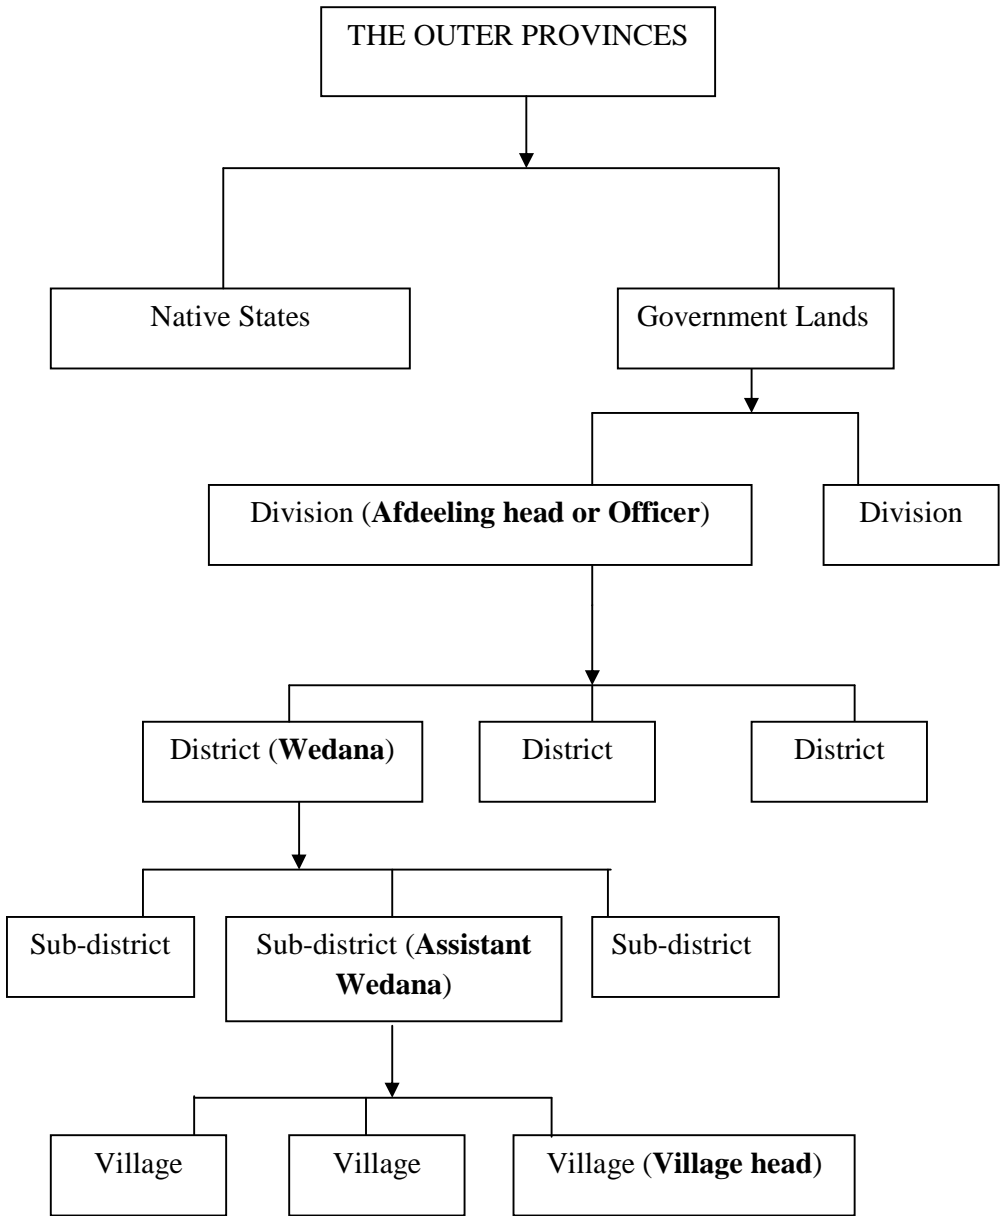 THE OUTER PROVINCES
Native States
Government Lands
Division (Afdeeling head or Officer)
Division
District (Wedana)
District
District
Sub-district
Sub-district (Assistant
Wedana)
Sub-district
Village
Village
Village (Village head)